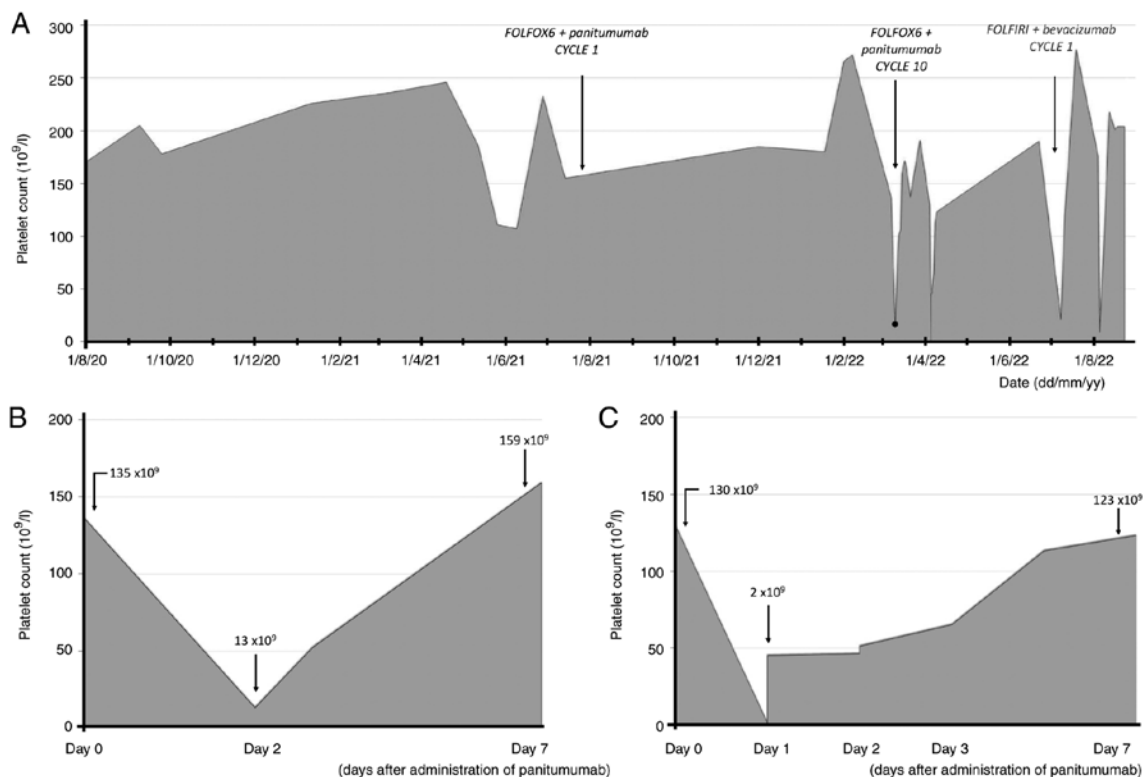 A
FOLFOX6 + panitumumab
CYCLE 1
FOLFOX6 +
panitumumab
CYCLE 10
FOLFIRI + bevacizumab
CYCLE 1
Platelet count (10⁹/l)
300
250
200
150
100
50
0
1/8/20 1/10/20 1/12/20 1/2/21 1/4/21 1/6/21 1/8/21 1/10/21 1/12/21 1/2/22 1/4/22 1/6/22 1/8/22
Date (dd/mm/yy)
B
Platelet count (10⁹/l)
200
150
100
50
0
135 x10⁹
13 x10⁹
159 x10⁹
Day 0 Day 2 Day 7
(days after administration of panitumumab)
C
Platelet count (10⁹/l)
200
150
100
50
0
130 x10⁹
2 x10⁹
123 x10⁹
Day 0 Day 1 Day 2 Day 3 Day 7
(days after administration of panitumumab)